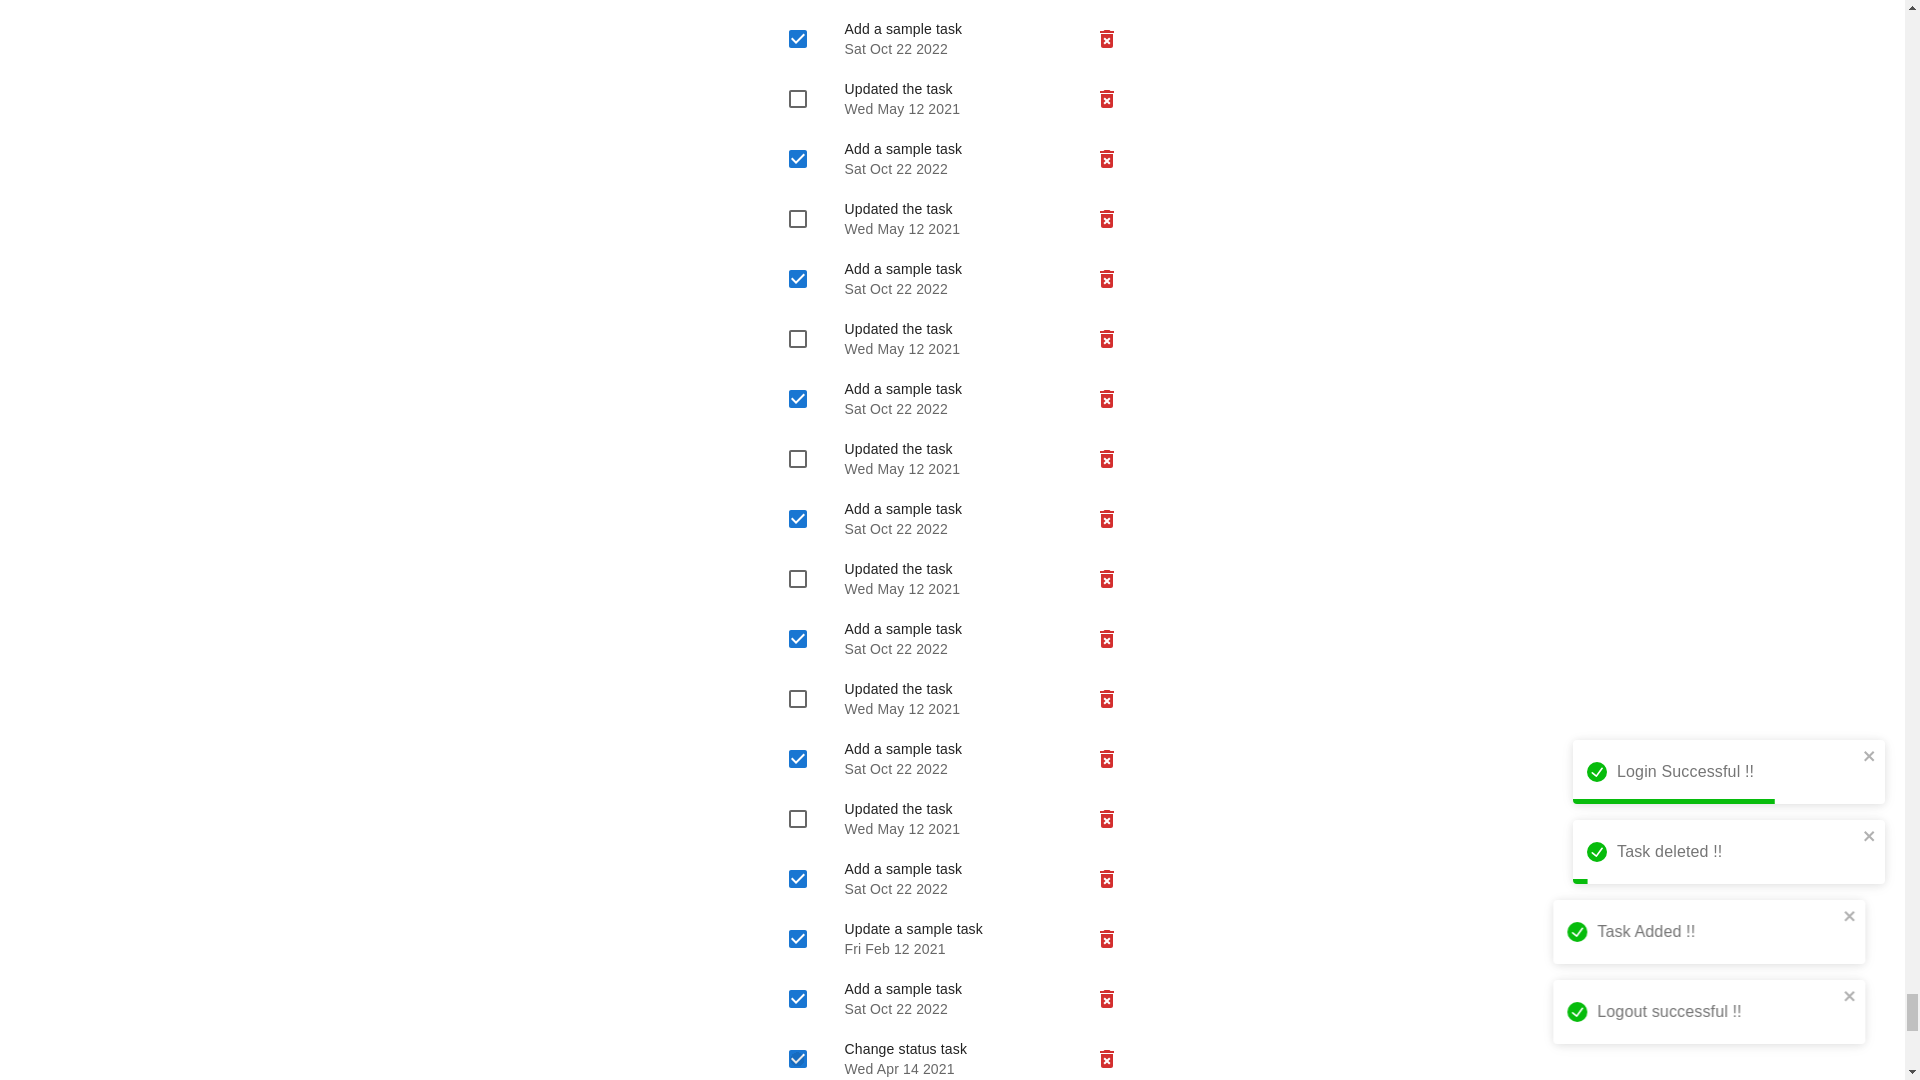 Add a sample task
Sat Oct 22 2022
Updated the task
Wed May 12 2021
Add a sample task
Sat Oct 22 2022
Updated the task
Wed May 12 2021
Add a sample task
Sat Oct 22 2022
Updated the task
Wed May 12 2021
Add a sample task
Sat Oct 22 2022
Updated the task
Wed May 12 2021
Add a sample task
Sat Oct 22 2022
Updated the task
Wed May 12 2021
Add a sample task
Sat Oct 22 2022
Updated the task
Wed May 12 2021
Add a sample task
Sat Oct 22 2022
Updated the task
Wed May 12 2021
Add a sample task
Sat Oct 22 2022
Update a sample task
Fri Feb 12 2021
Add a sample task
Sat Oct 22 2022
Change status task
Wed Apr 14 2021
Login Successful !!
Task deleted !!
Task Added !!
Logout successful !!